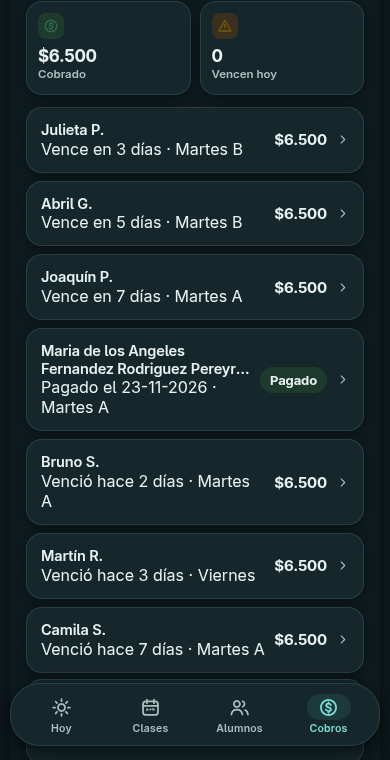 $6.500
Cobrado
0
Vencen hoy
Julieta P.
Vence en 3 días · Martes B
$6.500
Abril G.
Vence en 5 días · Martes B
$6.500
Joaquín P.
Vence en 7 días · Martes A
$6.500
Maria de los Angeles
Fernandez Rodriguez Pereyr...
Pagado el 23-11-2026 ·
Martes A
Pagado
Bruno S.
Venció hace 2 días · Martes
A
$6.500
Martín R.
Venció hace 3 días · Viernes
$6.500
Camila S.
Venció hace 7 días · Martes A
$6.500
Hoy
Clases
Alumnos
Cobros